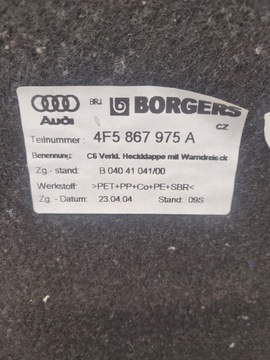 BRJ BORGERS
Audi CZ
Teilnummer: 4F5 867 975 A
Benennung: C6 Verkl. Heckklappe mit Warndreieck
Zg.- stand: B 040 41 041/00
Werkstoff: >PET+PP+Co+PE+SBR<
Zg. - Datum: 23.04.04 Stand: 09S